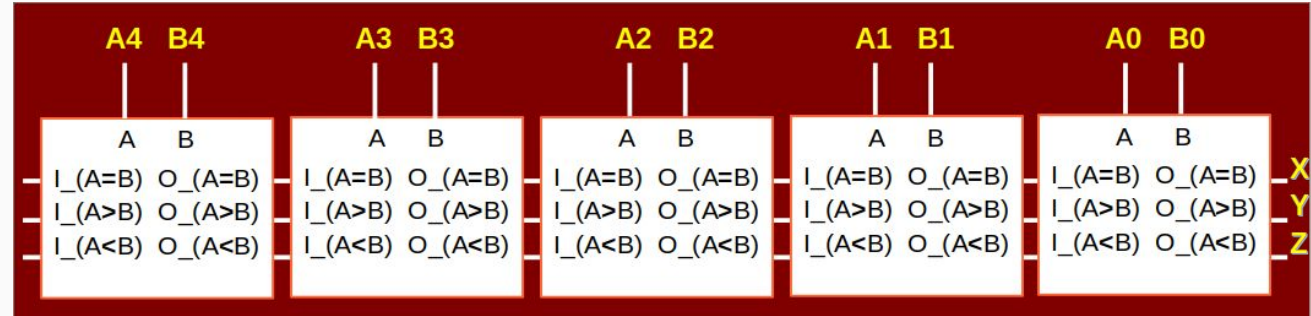 A4 B4 A3 B3 A2 B2 A1 B1 A0 B0
A B A B A B A B A B
I_(A=B) O_(A=B) I_(A=B) O_(A=B) I_(A=B) O_(A=B) I_(A=B) O_(A=B) I_(A=B) O_(A=B) X
I_(A>B) O_(A>B) I_(A>B) O_(A>B) I_(A>B) O_(A>B) I_(A>B) O_(A>B) I_(A>B) O_(A>B) Y
I_(A<B) O_(A<B) I_(A<B) O_(A<B) I_(A<B) O_(A<B) I_(A<B) O_(A<B) I_(A<B) O_(A<B) Z